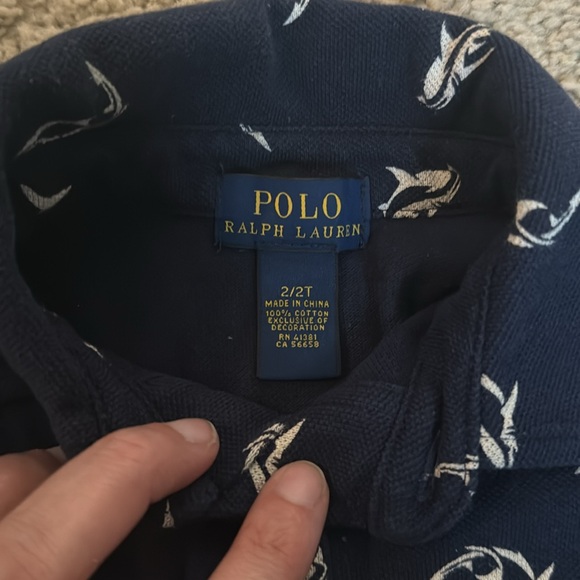 POLO
RALPH LAUREN
2/2T
MADE IN CHINA
100% COTTON
EXCLUSIVE OF
DECORATION
RN 41381
CA 56658